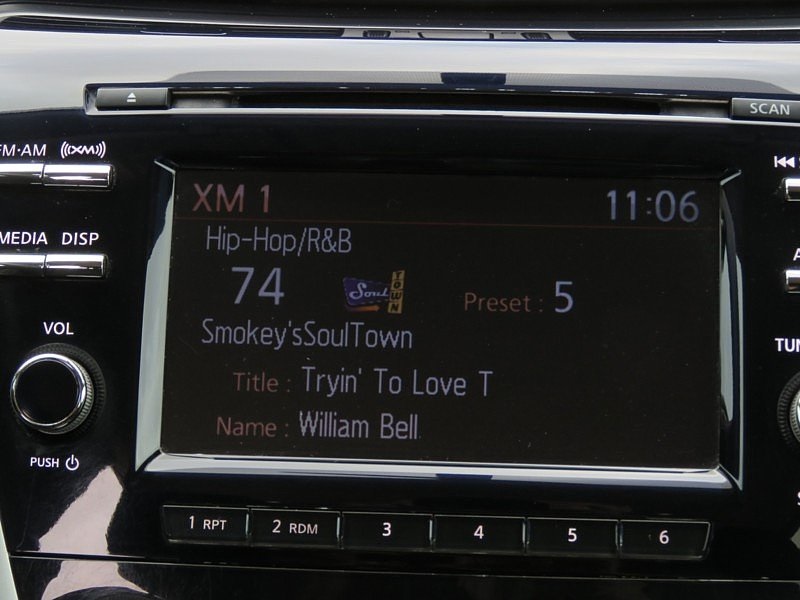 SCAN
FM·AM ((XM))
XM 1 11:06
MEDIA DISP
Hip-Hop/R&B
74 Soul TOWN Preset : 5
Smokey'sSoulTown
VOL
Title : Tryin' To Love T
Name : William Bell
PUSH
1 RPT 2 RDM 3 4 5 6